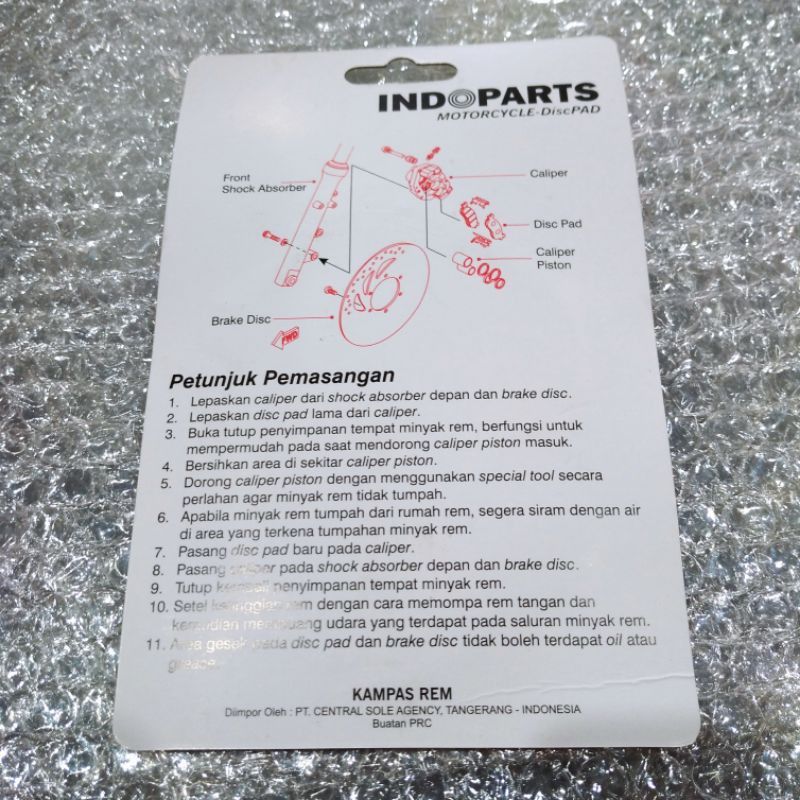 INDOPARTS
MOTORCYCLE-DiscPAD
Front
Shock Absorber
Caliper
Disc Pad
Caliper
Piston
Brake Disc
FWD
Petunjuk Pemasangan
1. Lepaskan caliper dari shock absorber depan dan brake disc.
2. Lepaskan disc pad lama dari caliper.
3. Buka tutup penyimpanan tempat minyak rem, berfungsi untuk
mempermudah pada saat mendorong caliper piston masuk.
4. Bersihkan area di sekitar caliper piston.
5. Dorong caliper piston dengan menggunakan special tool secara
perlahan agar minyak rem tidak tumpah.
6. Apabila minyak rem tumpah dari rumah rem, segera siram dengan air
di area yang terkena tumpahan minyak rem.
7. Pasang disc pad baru pada caliper.
8. Pasang caliper pada shock absorber depan dan brake disc.
9. Tutup kembali penyimpanan tempat minyak rem.
10. Setel rem dengan cara memompa rem tangan dan
kemudian membuang udara yang terdapat pada saluran minyak rem.
11. Area gesek pada disc pad dan brake disc tidak boleh terdapat oil atau
grease.
KAMPAS REM
Diimpor Oleh : PT. CENTRAL SOLE AGENCY, TANGERANG - INDONESIA
Buatan PRC